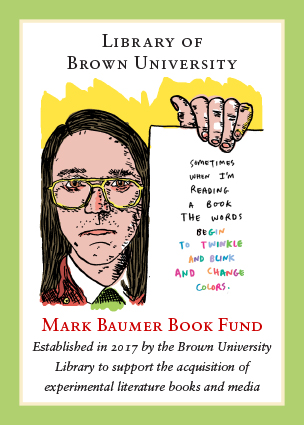 Library of
Brown University
SOMETIMES
WHEN I'M
READING
A BOOK
THE WORDS
BEGIN
TO TWINKLE
AND BLINK
AND CHANGE
COLORS.
Mark Baumer Book Fund
Established in 2017 by the Brown University
Library to support the acquisition of
experimental literature books and media